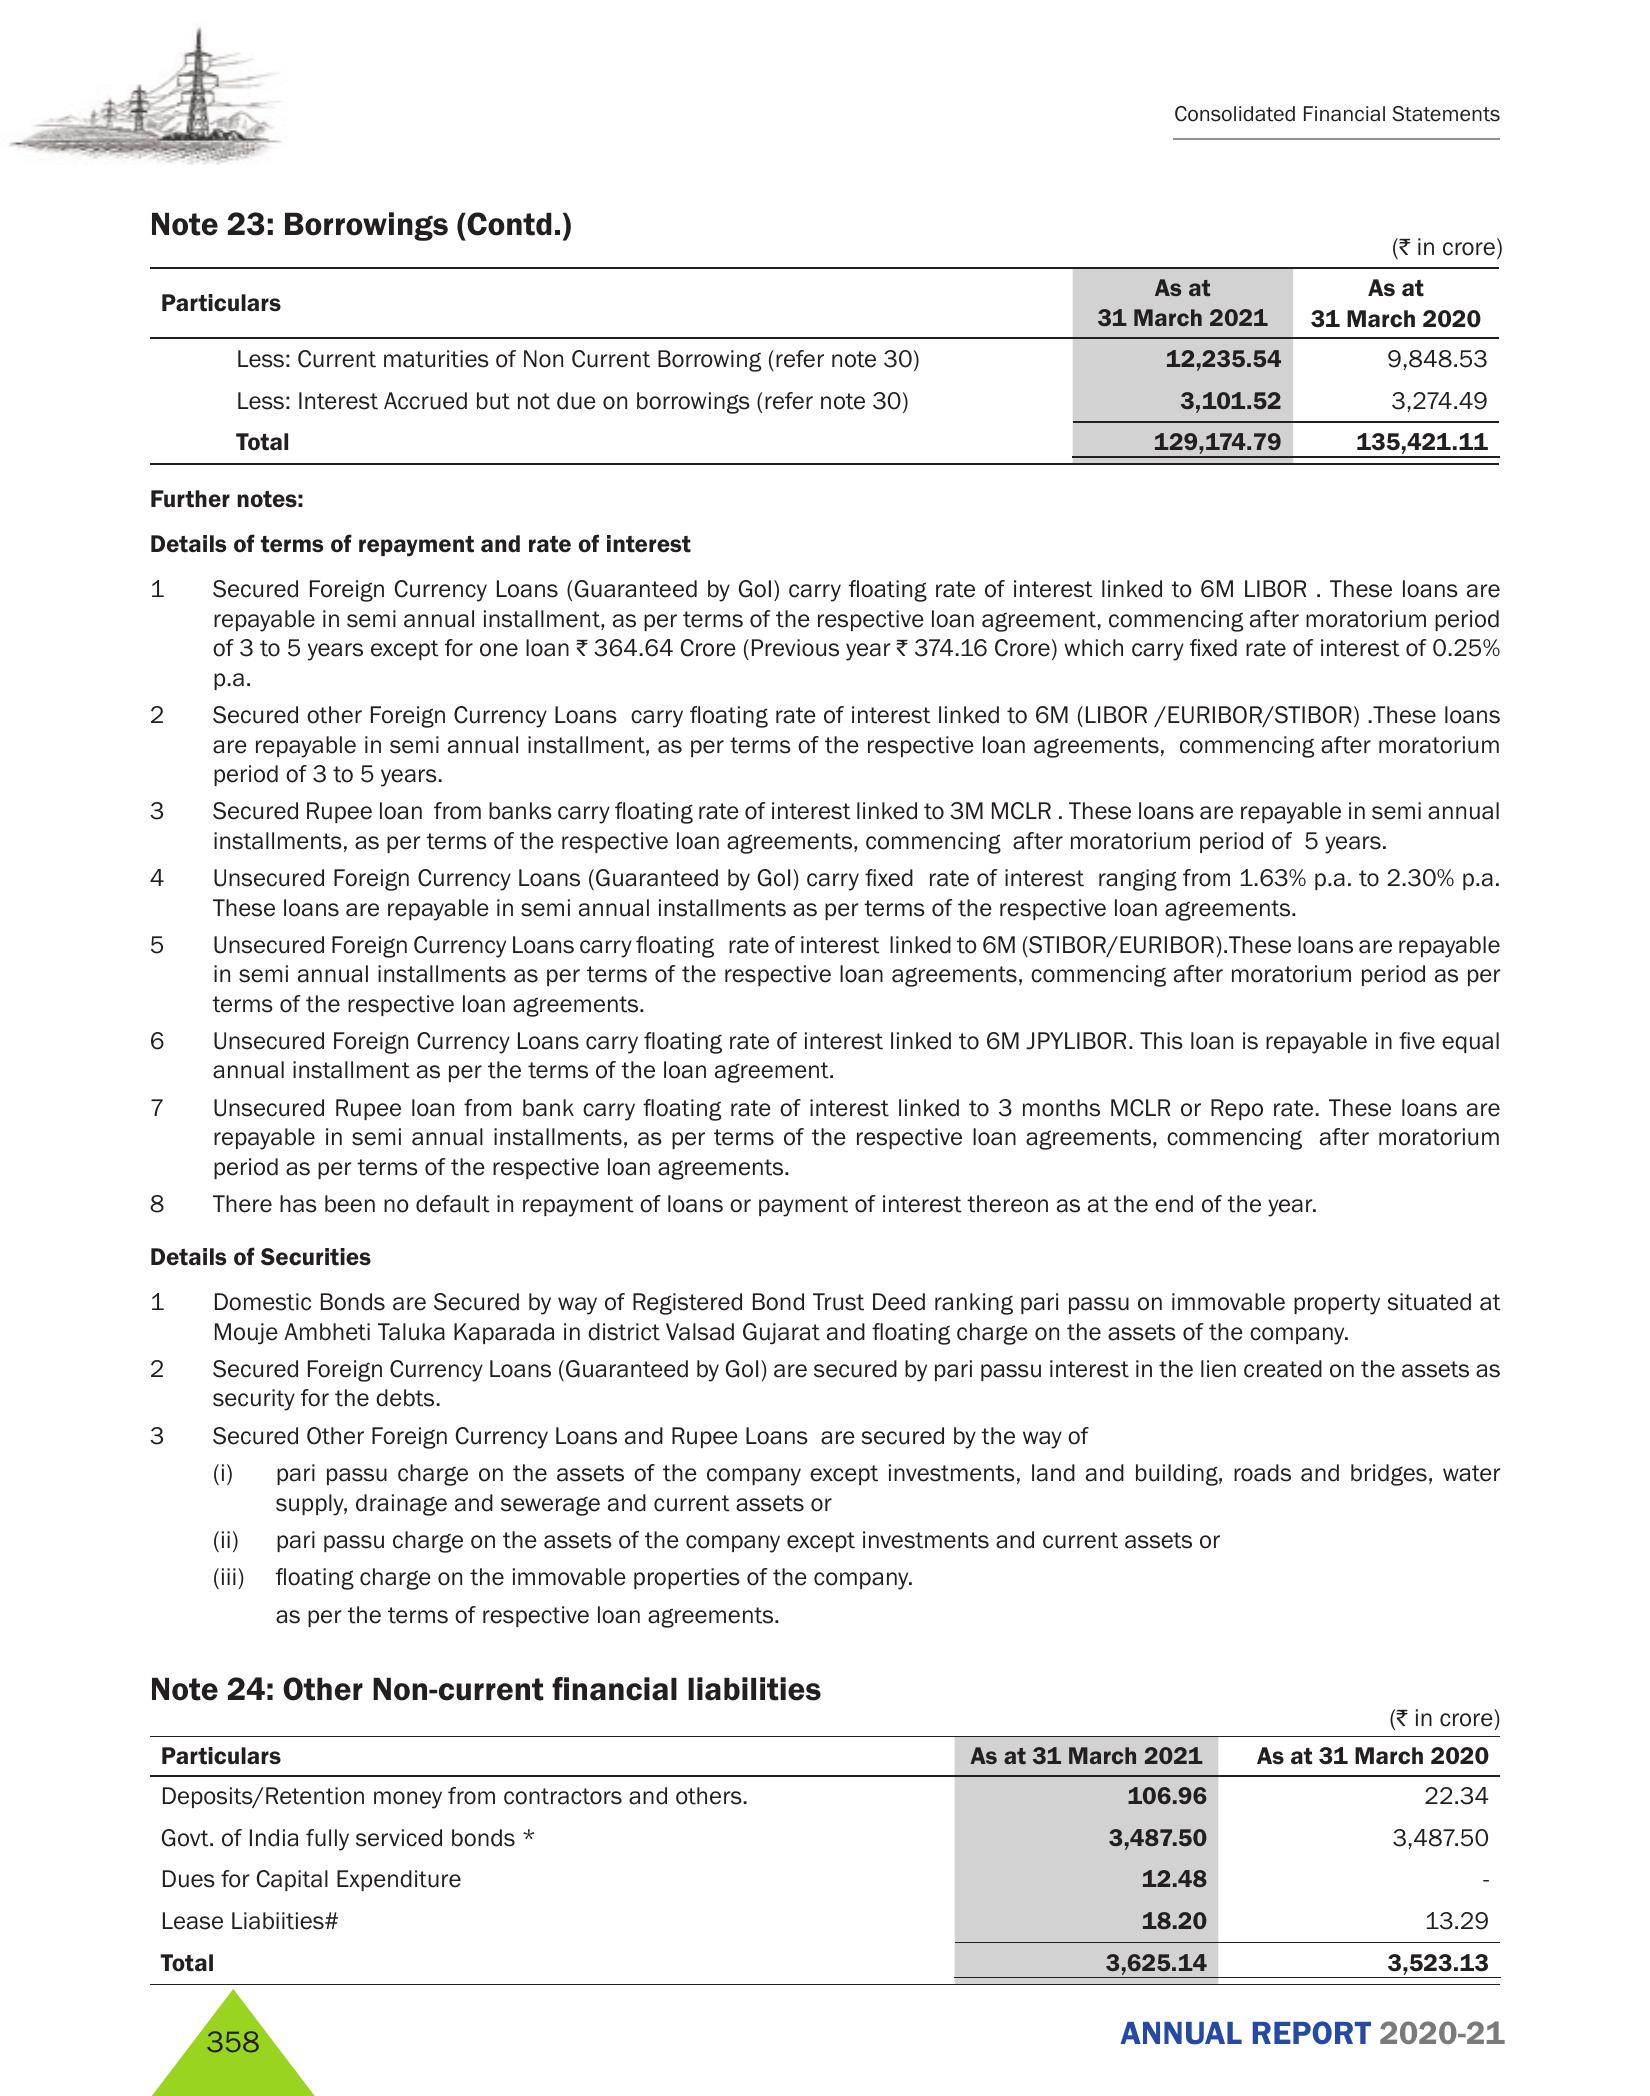 Consolidated Financial Statements
Note 23: Borrowings (Contd.)
(₹ in crore)
Particulars As at 31 March 2021 As at 31 March 2020
Less: Current maturities of Non Current Borrowing (refer note 30) 12,235.54 9,848.53
Less: Interest Accrued but not due on borrowings (refer note 30) 3,101.52 3,274.49
Total 129,174.79 135,421.11
Further notes:
Details of terms of repayment and rate of interest
1 Secured Foreign Currency Loans (Guaranteed by GoI) carry floating rate of interest linked to 6M LIBOR . These loans are
repayable in semi annual installment, as per terms of the respective loan agreement, commencing after moratorium period
of 3 to 5 years except for one loan ₹ 364.64 Crore (Previous year ₹ 374.16 Crore) which carry fixed rate of interest of 0.25%
p.a.
2 Secured other Foreign Currency Loans carry floating rate of interest linked to 6M (LIBOR /EURIBOR/STIBOR) .These loans
are repayable in semi annual installment, as per terms of the respective loan agreements, commencing after moratorium
period of 3 to 5 years.
3 Secured Rupee loan from banks carry floating rate of interest linked to 3M MCLR . These loans are repayable in semi annual
installments, as per terms of the respective loan agreements, commencing after moratorium period of 5 years.
4 Unsecured Foreign Currency Loans (Guaranteed by GoI) carry fixed rate of interest ranging from 1.63% p.a. to 2.30% p.a.
These loans are repayable in semi annual installments as per terms of the respective loan agreements.
5 Unsecured Foreign Currency Loans carry floating rate of interest linked to 6M (STIBOR/EURIBOR).These loans are repayable
in semi annual installments as per terms of the respective loan agreements, commencing after moratorium period as per
terms of the respective loan agreements.
6 Unsecured Foreign Currency Loans carry floating rate of interest linked to 6M JPYLIBOR. This loan is repayable in five equal
annual installment as per the terms of the loan agreement.
7 Unsecured Rupee loan from bank carry floating rate of interest linked to 3 months MCLR or Repo rate. These loans are
repayable in semi annual installments, as per terms of the respective loan agreements, commencing after moratorium
period as per terms of the respective loan agreements.
8 There has been no default in repayment of loans or payment of interest thereon as at the end of the year.
Details of Securities
1 Domestic Bonds are Secured by way of Registered Bond Trust Deed ranking pari passu on immovable property situated at
Mouje Ambheti Taluka Kaparada in district Valsad Gujarat and floating charge on the assets of the company.
2 Secured Foreign Currency Loans (Guaranteed by GoI) are secured by pari passu interest in the lien created on the assets as
security for the debts.
3 Secured Other Foreign Currency Loans and Rupee Loans are secured by the way of
(i) pari passu charge on the assets of the company except investments, land and building, roads and bridges, water
supply, drainage and sewerage and current assets or
(ii) pari passu charge on the assets of the company except investments and current assets or
(iii) floating charge on the immovable properties of the company.
as per the terms of respective loan agreements.
Note 24: Other Non-current financial liabilities
(₹ in crore)
Particulars As at 31 March 2021 As at 31 March 2020
Deposits/Retention money from contractors and others. 106.96 22.34
Govt. of India fully serviced bonds * 3,487.50 3,487.50
Dues for Capital Expenditure 12.48 -
Lease Liabiities# 18.20 13.29
Total 3,625.14 3,523.13
358
ANNUAL REPORT 2020-21